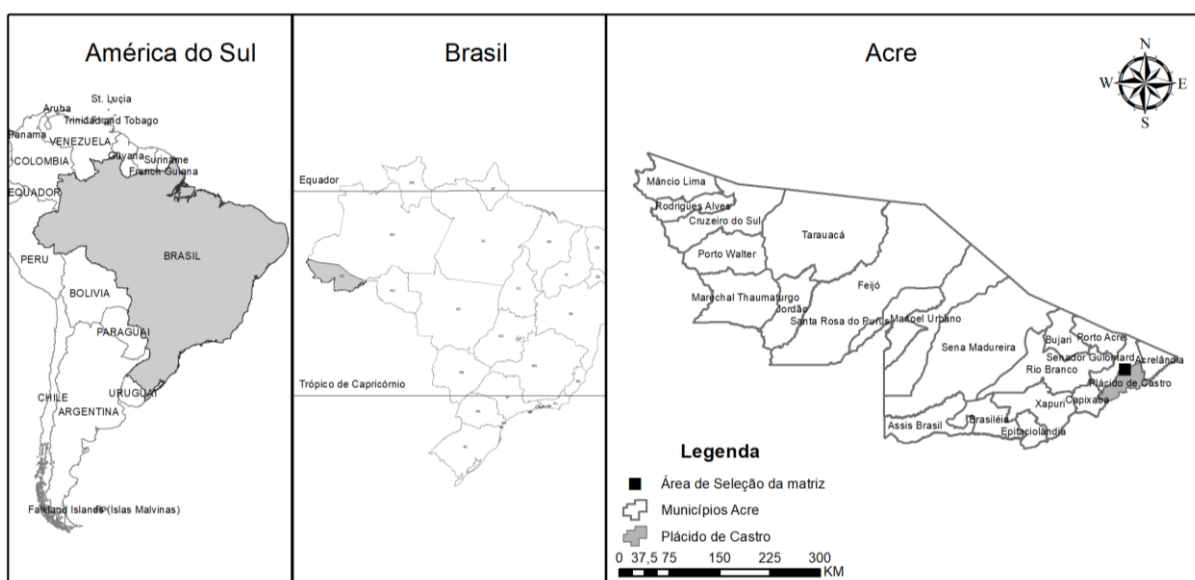 América do Sul
Brasil
Acre
N
W
E
S
St. Lucia
Aruba
Trinidad and Tobago
Panama
VENEZUELA
Guyana
Suriname
COLOMBIA
French Guiana
EQUADOR
BRASIL
PERU
BOLIVIA
PARAGUAI
CHILE
URUGUAI
ARGENTINA
Falkland Islands (Islas Malvinas)
Equador
Trópico de Capricórnio
Mâncio Lima
Rodrigues Alves
Cruzeiro do Sul
Tarauacá
Porto Walter
Feijó
Marechal Thaumaturgo
Jordão
Santa Rosa do Purus
Manoel Urbano
Sena Madureira
Bujari
Porto Acre
Senador Guiomard
Acrelândia
Rio Branco
Plácido de Castro
Xapuri
Capixaba
Assis Brasil
Brasiléia
Epitaciolândia
Legenda
Área de Seleção da matriz
Municípios Acre
Plácido de Castro
0 37,5 75 150 225 300
KM